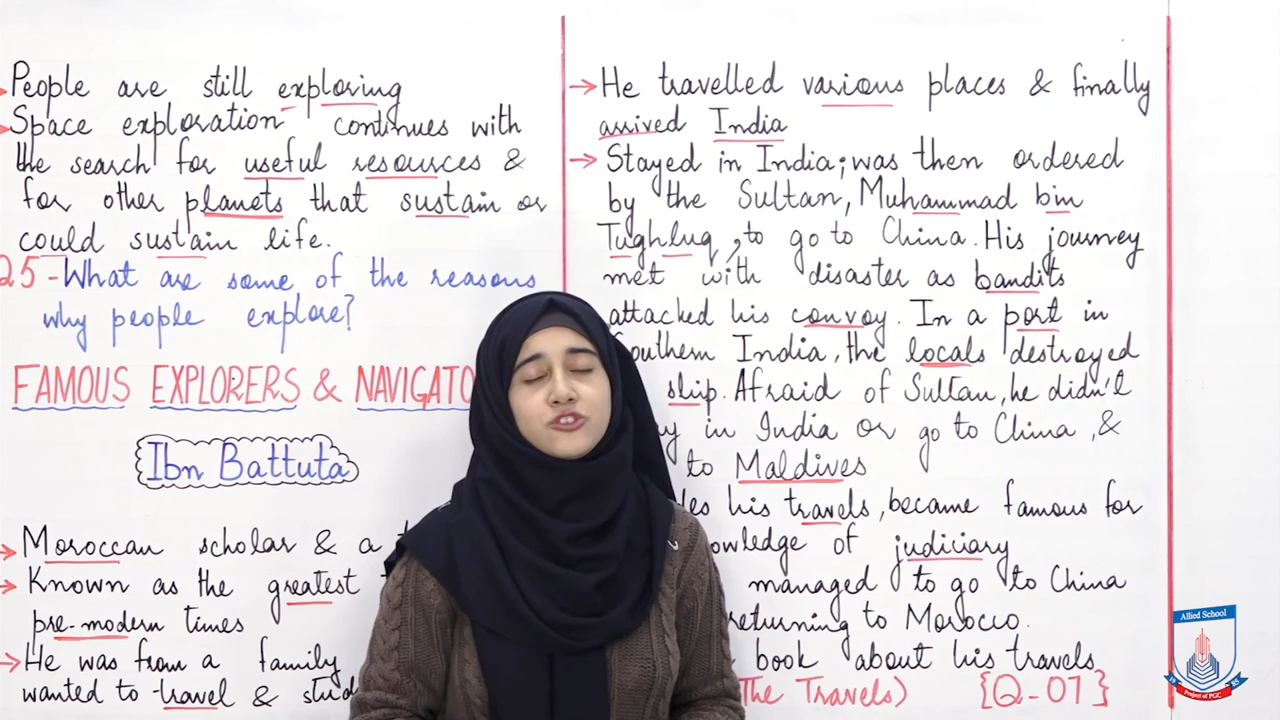 People are still exploring
Space exploration continues with
the search for useful resources &
for other planets that sustain or
could sustain life.
25 - What are some of the reasons
why people explore?
FAMOUS EXPLORERS &
Ibn Battuta
Moroccan scholar & a
Known as the greatest
pre-modern times
He was from a family
wanted to travel &
→ He travelled various places & finally
arrived India
→ Stayed in India; was then ordered
by the Sultan, Muhammad bin
Tughluq, to go to China. His journey
met with disaster as bandits
attacked his convoy. In a port in
Southern India, the locals destroyed
ship. Afraid of Sultan, he didn't
in India or go to China, &
to Maldives
his travels, became famous for
of judiciary
managed to go to China
returning to Morocco.
book about his travels
(The Travels) [Q-07]
Allied School
1985
Project of PGC